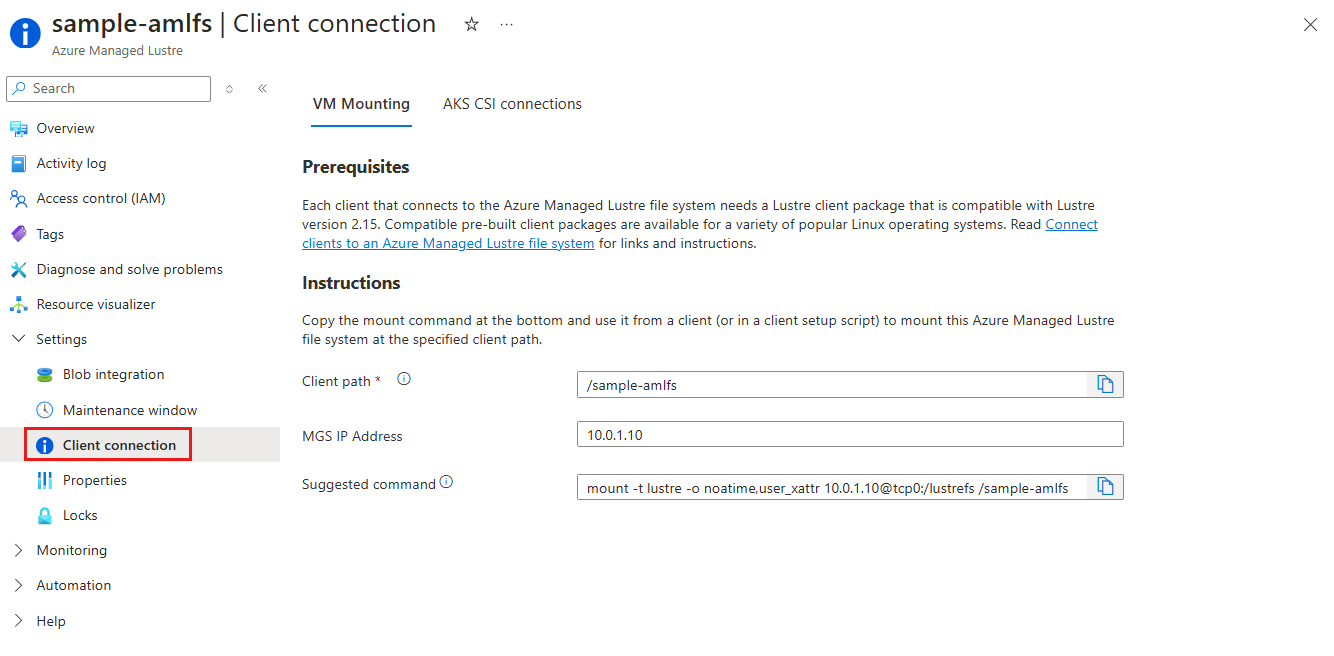 sample-amlfs | Client connection
Azure Managed Lustre
Search
Overview
Activity log
Access control (IAM)
Tags
Diagnose and solve problems
Resource visualizer
Settings
Blob integration
Maintenance window
Client connection
Properties
Locks
Monitoring
Automation
Help
VM Mounting AKS CSI connections
Prerequisites
Each client that connects to the Azure Managed Lustre file system needs a Lustre client package that is compatible with Lustre
version 2.15. Compatible pre-built client packages are available for a variety of popular Linux operating systems. Read Connect
clients to an Azure Managed Lustre file system for links and instructions.
Instructions
Copy the mount command at the bottom and use it from a client (or in a client setup script) to mount this Azure Managed Lustre
file system at the specified client path.
Client path * /sample-amlfs
MGS IP Address 10.0.1.10
Suggested command mount -t lustre -o noatime,user_xattr 10.0.1.10@tcp0:/lustrefs /sample-amlfs